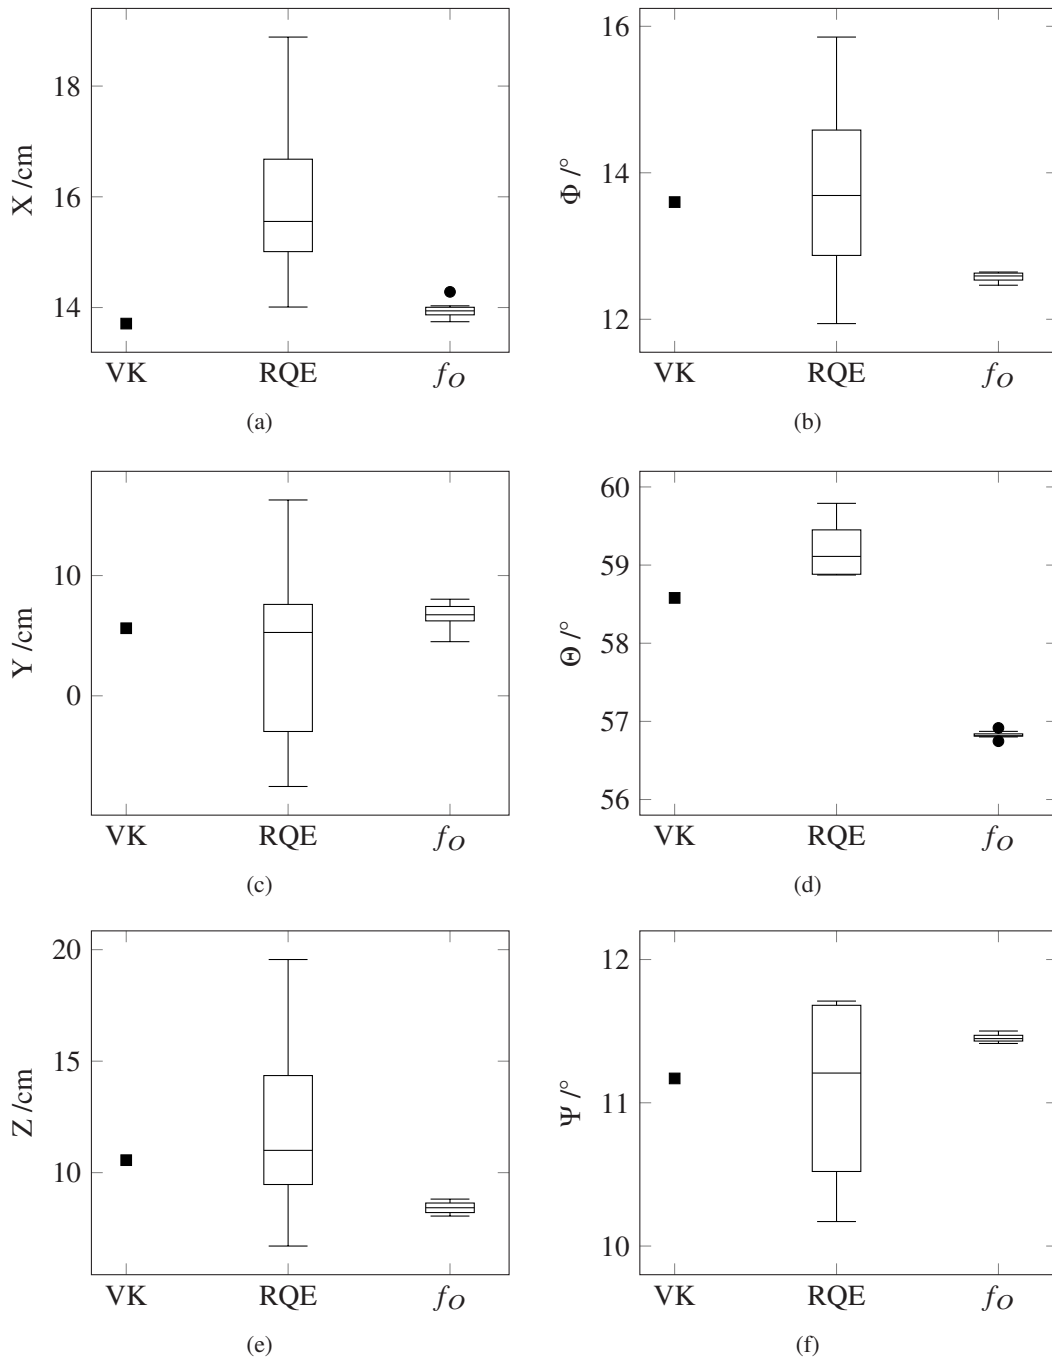 18
16
14
X /cm
VK RQE fO
(a)
16
14
12
Φ /°
VK RQE fO
(b)
10
0
Y /cm
VK RQE fO
(c)
60
59
58
57
56
Θ /°
VK RQE fO
(d)
20
15
10
Z /cm
VK RQE fO
(e)
12
11
10
Ψ /°
VK RQE fO
(f)